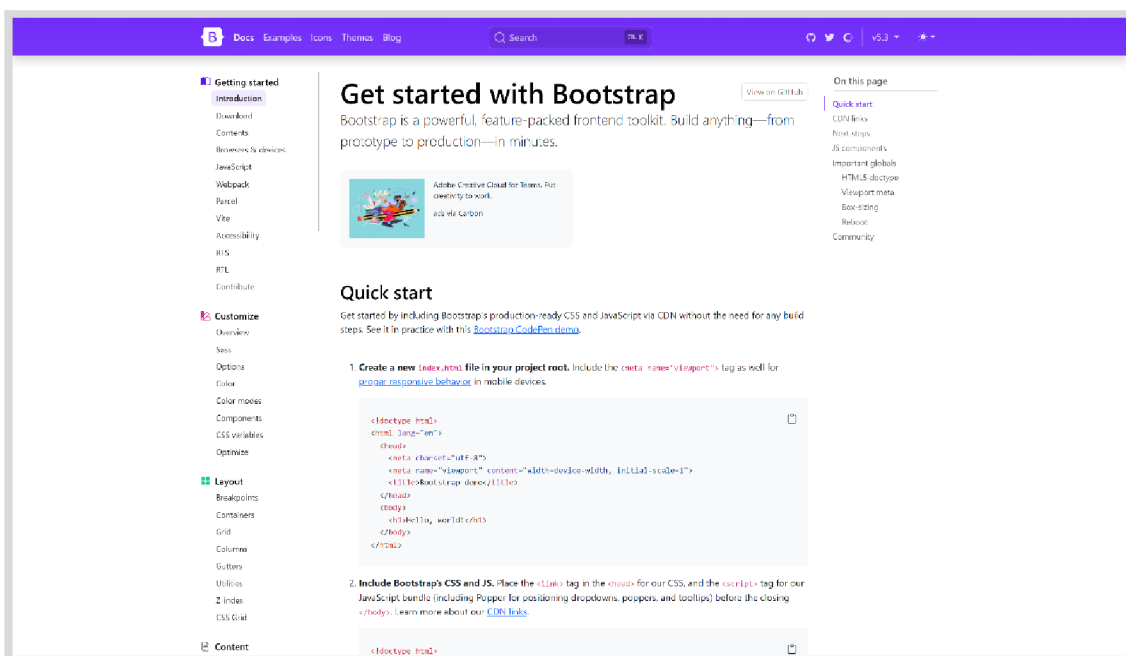 B Docs Examples Icons Themes Blog Search v5.3
Getting started
Introduction
Download
Contents
Browsers & devices
JavaScript
Webpack
Parcel
Vite
Accessibility
RFS
RTL
Contribute
Customize
Overview
Sass
Options
Color
Color modes
Components
CSS variables
Optimize
Layout
Breakpoints
Containers
Grid
Columns
Gutters
Utilities
Z-index
CSS Grid
Content
Get started with Bootstrap
View on GitHub
Bootstrap is a powerful, feature-packed frontend toolkit. Build anything—from
prototype to production—in minutes.
Adobe Creative Cloud for Teams. Put
creativity to work.
ads via Carbon
Quick start
Get started by including Bootstrap's production-ready CSS and JavaScript via CDN without the need for any build
steps. See it in practice with this Bootstrap CodePen demo.
1. Create a new index.html file in your project root. Include the <meta name="viewport"> tag as well for
proper responsive behavior in mobile devices.
<!doctype html>
<html lang="en">
<head>
<meta charset="utf-8">
<meta name="viewport" content="width=device-width, initial-scale=1">
<title>Bootstrap demo</title>
</head>
<body>
<h1>Hello, world!</h1>
</body>
</html>
2. Include Bootstrap's CSS and JS. Place the <link> tag in the <head> for our CSS, and the <script> tag for our
JavaScript bundle (including Popper for positioning dropdowns, poppers, and tooltips) before the closing
</body>. Learn more about our CDN links.
<!doctype html>
On this page
Quick start
CDN links
Next steps
JS components
Important globals
HTML5 doctype
Viewport meta
Box-sizing
Reboot
Community